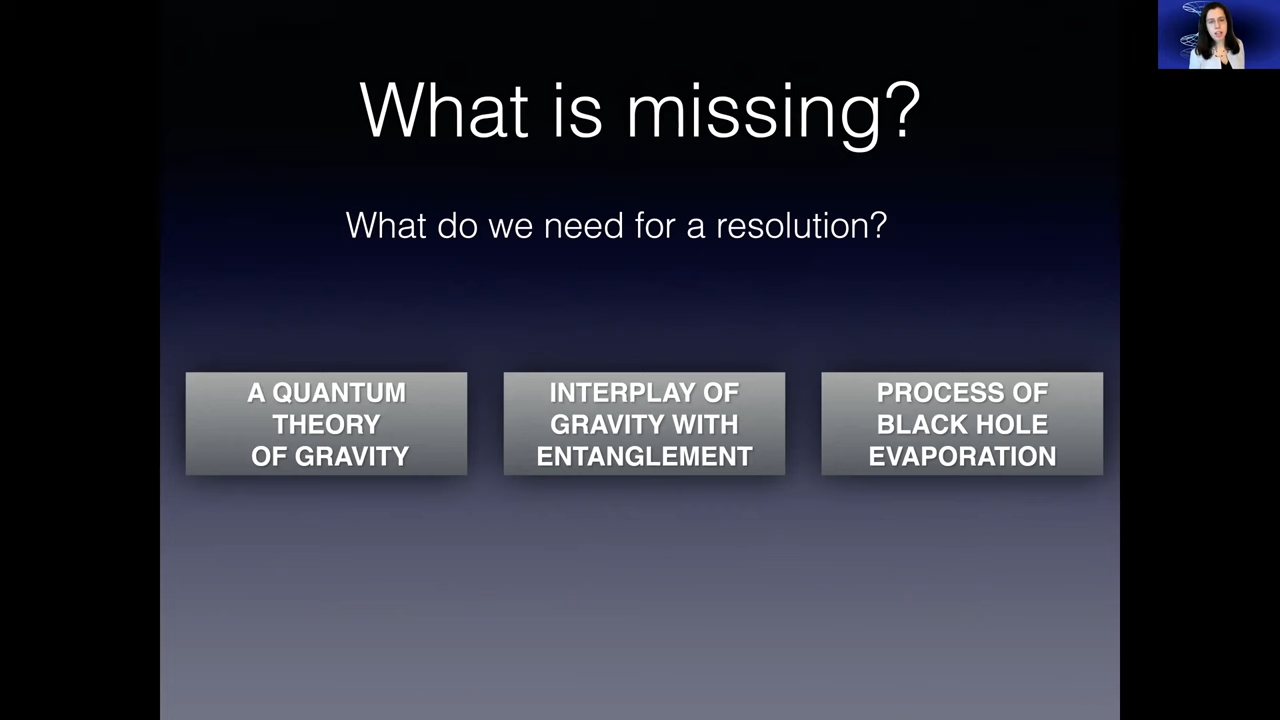 What is missing?
What do we need for a resolution?
A QUANTUM
THEORY
OF GRAVITY
INTERPLAY OF
GRAVITY WITH
ENTANGLEMENT
PROCESS OF
BLACK HOLE
EVAPORATION